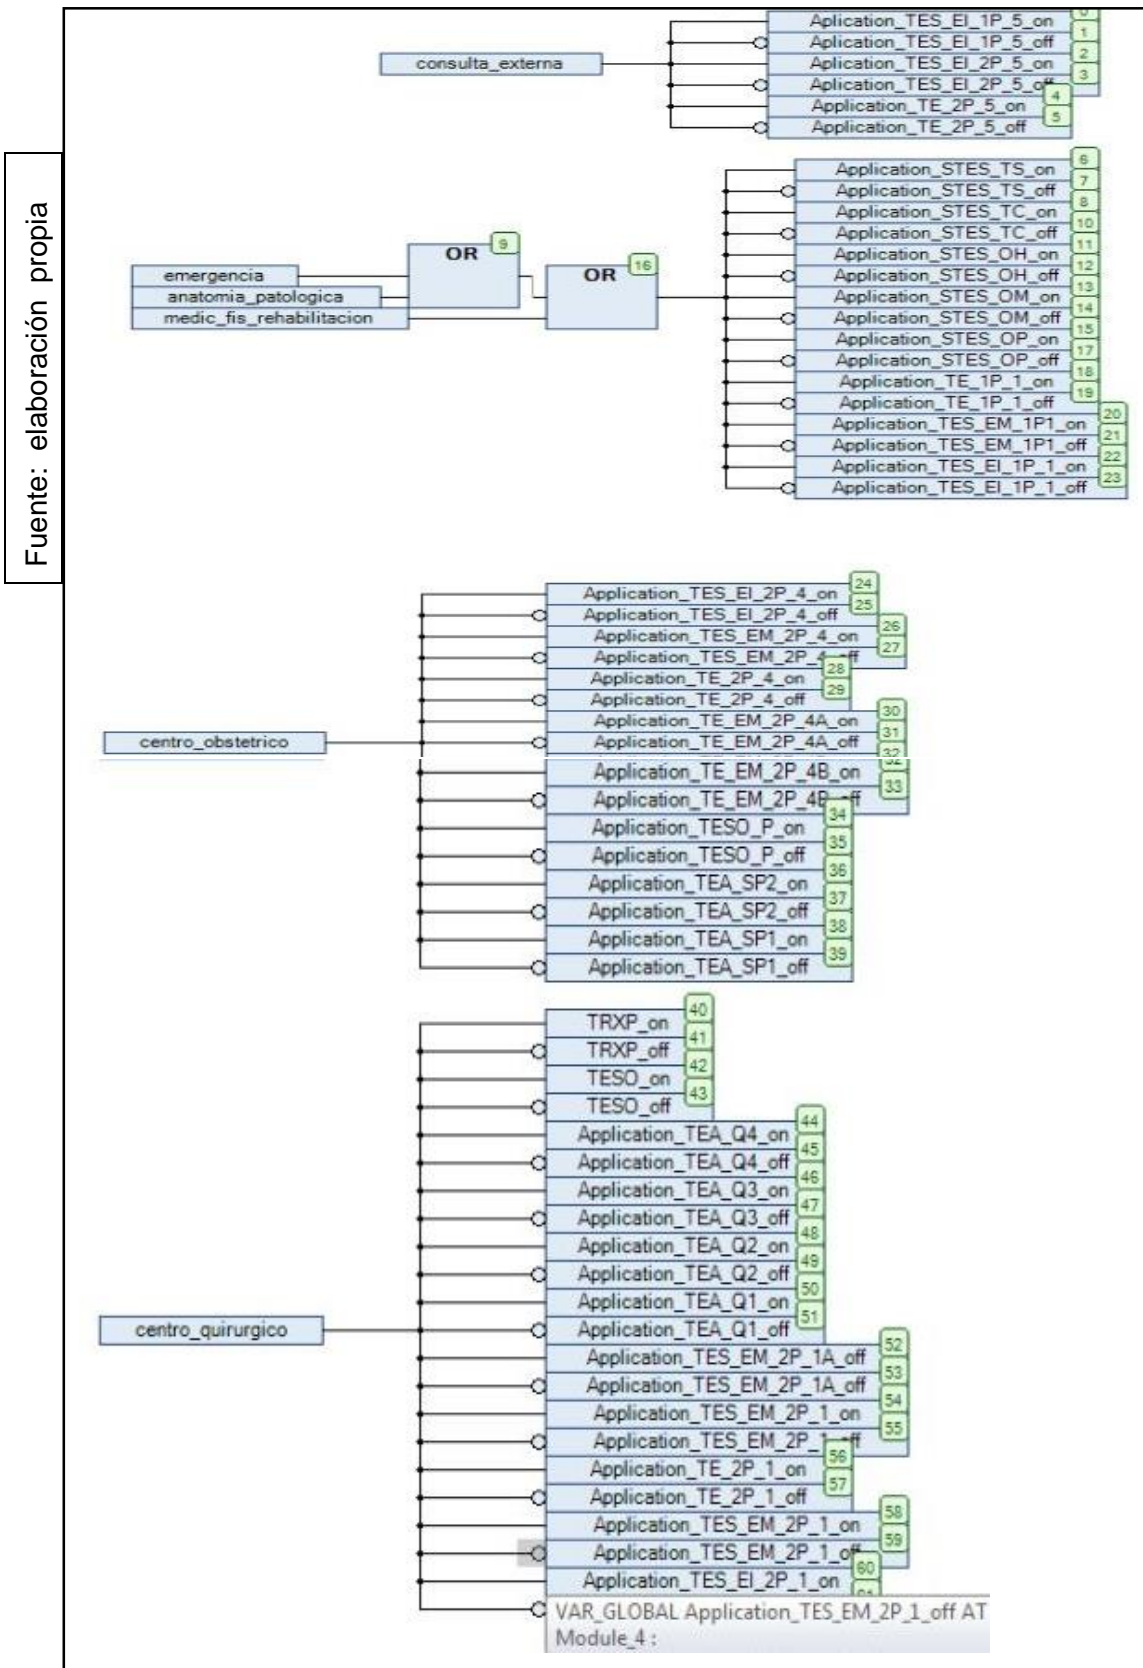 Fuente: elaboración propia
consulta_externa
Aplication_TES_EI_1P_5_on
1
Aplication_TES_EI_1P_5_off
2
Aplication_TES_EI_2P_5_on
3
Aplication_TES_EI_2P_5_off
4
Application_TE_2P_5_on
5
Application_TE_2P_5_off
emergencia
anatomia_patologica
medic_fis_rehabilitacion
OR 9
OR 16
6
Application_STES_TS_on
7
Application_STES_TS_off
8
Application_STES_TC_on
10
Application_STES_TC_off
11
Application_STES_OH_on
12
Application_STES_OH_off
13
Application_STES_OM_on
14
Application_STES_OM_off
15
Application_STES_OP_on
17
Application_STES_OP_off
18
Application_TE_1P_1_on
19
Application_TE_1P_1_off
20
Application_TES_EM_1P1_on
21
Application_TES_EM_1P1_off
22
Application_TES_EI_1P_1_on
23
Application_TES_EI_1P_1_off
centro_obstetrico
24
Application_TES_EI_2P_4_on
25
Application_TES_EI_2P_4_off
26
Application_TES_EM_2P_4_on
27
Application_TES_EM_2P_4_off
28
Application_TE_2P_4_on
29
Application_TE_2P_4_off
30
Application_TE_EM_2P_4A_on
31
Application_TE_EM_2P_4A_off
32
Application_TE_EM_2P_4B_on
33
Application_TE_EM_2P_4B_off
34
Application_TESO_P_on
35
Application_TESO_P_off
36
Application_TEA_SP2_on
37
Application_TEA_SP2_off
38
Application_TEA_SP1_on
39
Application_TEA_SP1_off
centro_quirurgico
40
TRXP_on
41
TRXP_off
42
TESO_on
43
TESO_off
44
Application_TEA_Q4_on
45
Application_TEA_Q4_off
46
Application_TEA_Q3_on
47
Application_TEA_Q3_off
48
Application_TEA_Q2_on
49
Application_TEA_Q2_off
50
Application_TEA_Q1_on
51
Application_TEA_Q1_off
52
Application_TES_EM_2P_1A_off
53
Application_TES_EM_2P_1A_off
54
Application_TES_EM_2P_1_on
55
Application_TES_EM_2P_1_off
56
Application_TE_2P_1_on
57
Application_TE_2P_1_off
58
Application_TES_EM_2P_1_on
59
Application_TES_EM_2P_1_off
60
Application_TES_EI_2P_1_on
VAR_GLOBAL Application_TES_EM_2P_1_off AT
Module_4 :